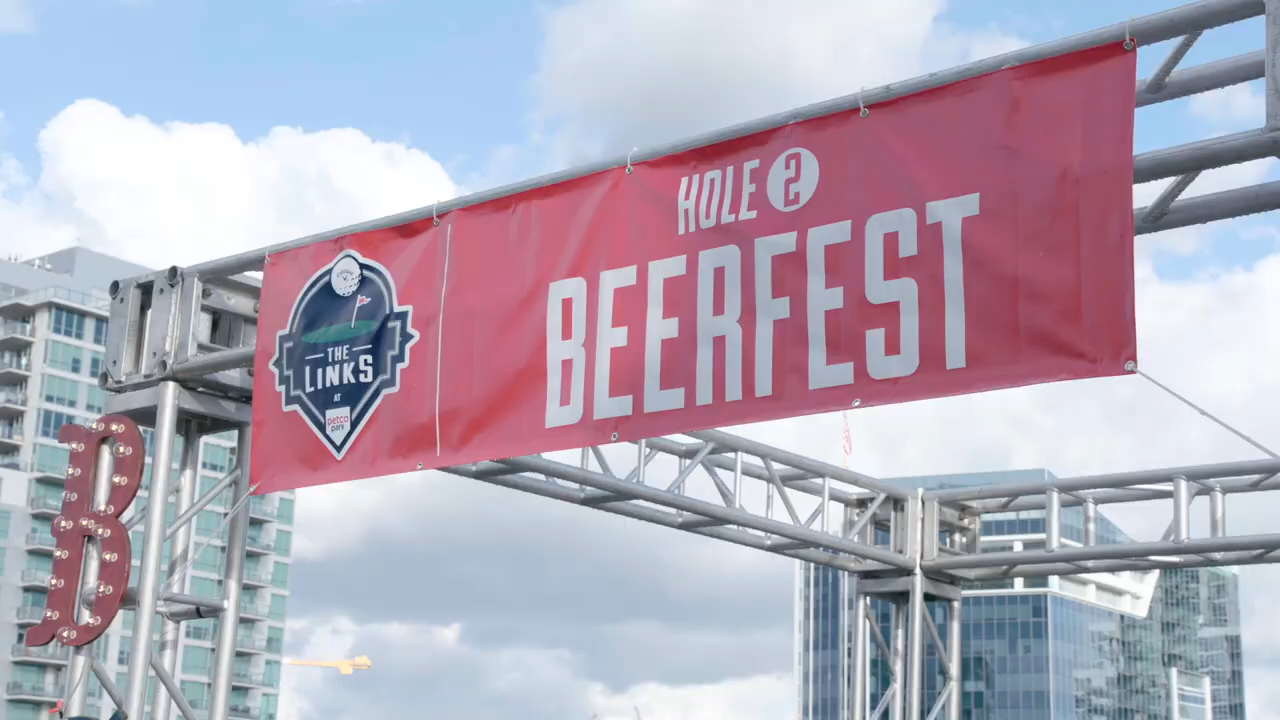 HOLE 2
BEERFEST
THE
LINKS
AT
petco
park
B